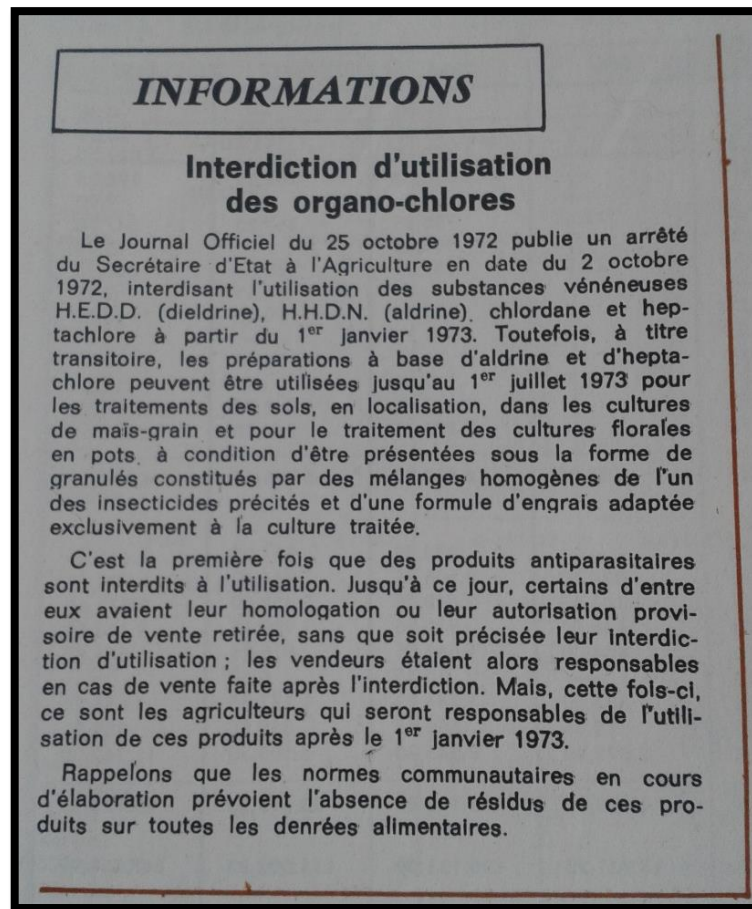 INFORMATIONS
Interdiction d'utilisation
des organo-chlores
Le Journal Officiel du 25 octobre 1972 publie un arrêté
du Secrétaire d'Etat à l'Agriculture en date du 2 octobre
1972, interdisant l'utilisation des substances vénéneuses
H.E.D.D. (dieldrine), H.H.D.N. (aldrine), chlordane et hep-
tachlore à partir du 1er janvier 1973. Toutefois, à titre
transitoire, les préparations à base d'aldrine et d'hepta-
chlore peuvent être utilisées jusqu'au 1er juillet 1973 pour
les traitements des sols, en localisation, dans les cultures
de maïs-grain et pour le traitement des cultures florales
en pots, à condition d'être présentées sous la forme de
granulés constitués par des mélanges homogènes de l'un
des insecticides précités et d'une formule d'engrais adaptée
exclusivement à la culture traitée.
C'est la première fois que des produits antiparasitaires
sont interdits à l'utilisation. Jusqu'à ce jour, certains d'entre
eux avaient leur homologation ou leur autorisation provi-
soire de vente retirée, sans que soit précisée leur interdic-
tion d'utilisation ; les vendeurs étaient alors responsables
en cas de vente faite après l'interdiction. Mais, cette fois-ci,
ce sont les agriculteurs qui seront responsables de l'utili-
sation de ces produits après le 1er janvier 1973.
Rappelons que les normes communautaires en cours
d'élaboration prévoient l'absence de résidus de ces pro-
duits sur toutes les denrées alimentaires.